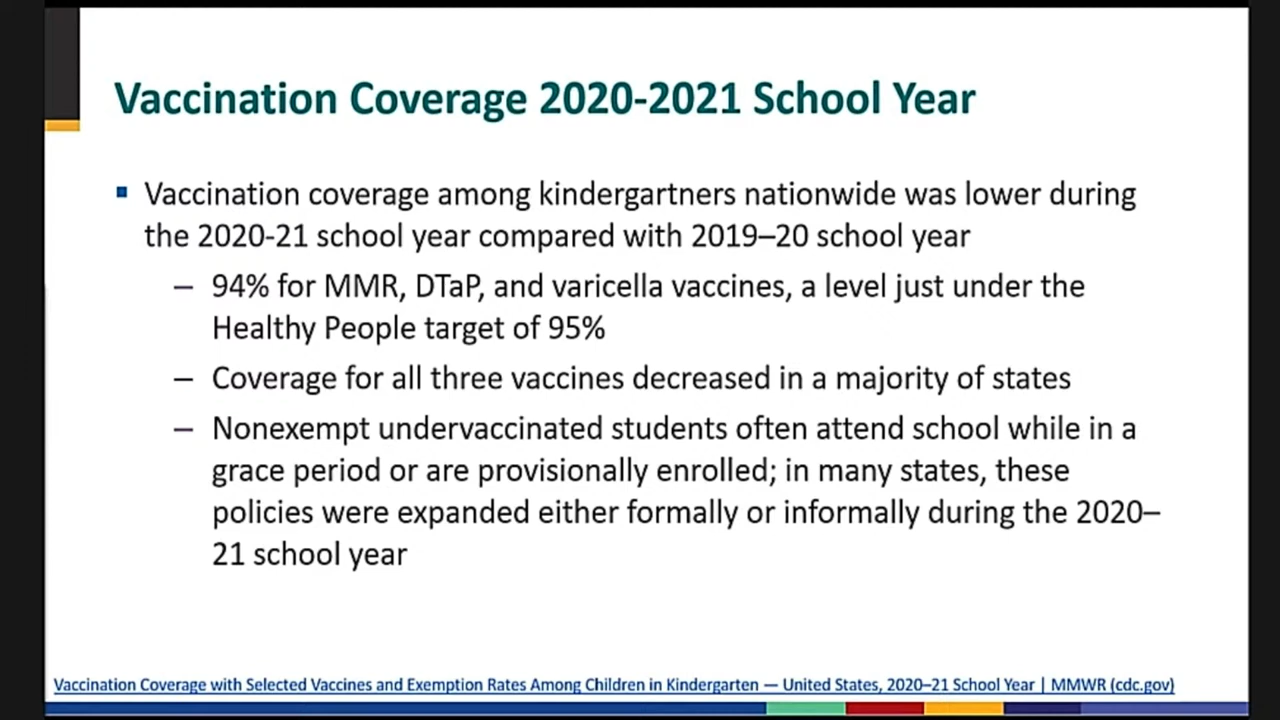 Vaccination Coverage 2020-2021 School Year
Vaccination coverage among kindergartners nationwide was lower during
the 2020-21 school year compared with 2019–20 school year
– 94% for MMR, DTaP, and varicella vaccines, a level just under the
Healthy People target of 95%
– Coverage for all three vaccines decreased in a majority of states
– Nonexempt undervaccinated students often attend school while in a
grace period or are provisionally enrolled; in many states, these
policies were expanded either formally or informally during the 2020–
21 school year
Vaccination Coverage with Selected Vaccines and Exemption Rates Among Children in Kindergarten — United States, 2020–21 School Year | MMWR (cdc.gov)